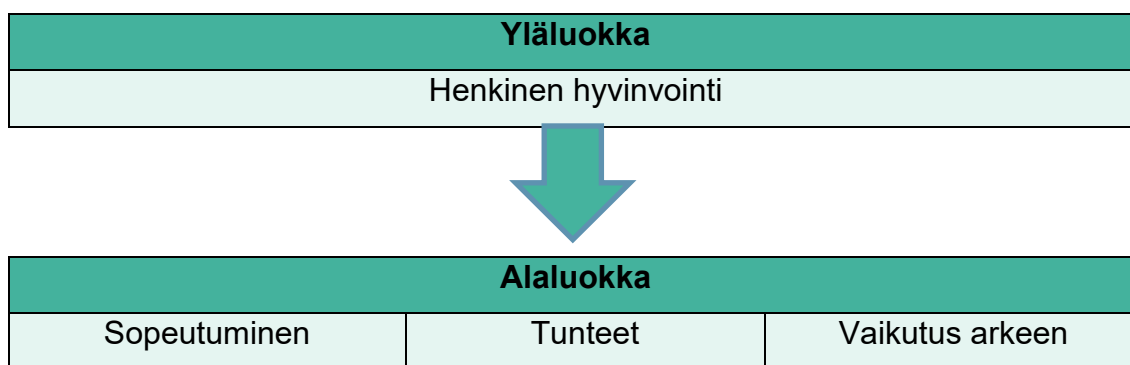 Yläluokka
Henkinen hyvinvointi
Alaluokka
Sopeutuminen Tunteet Vaikutus arkeen